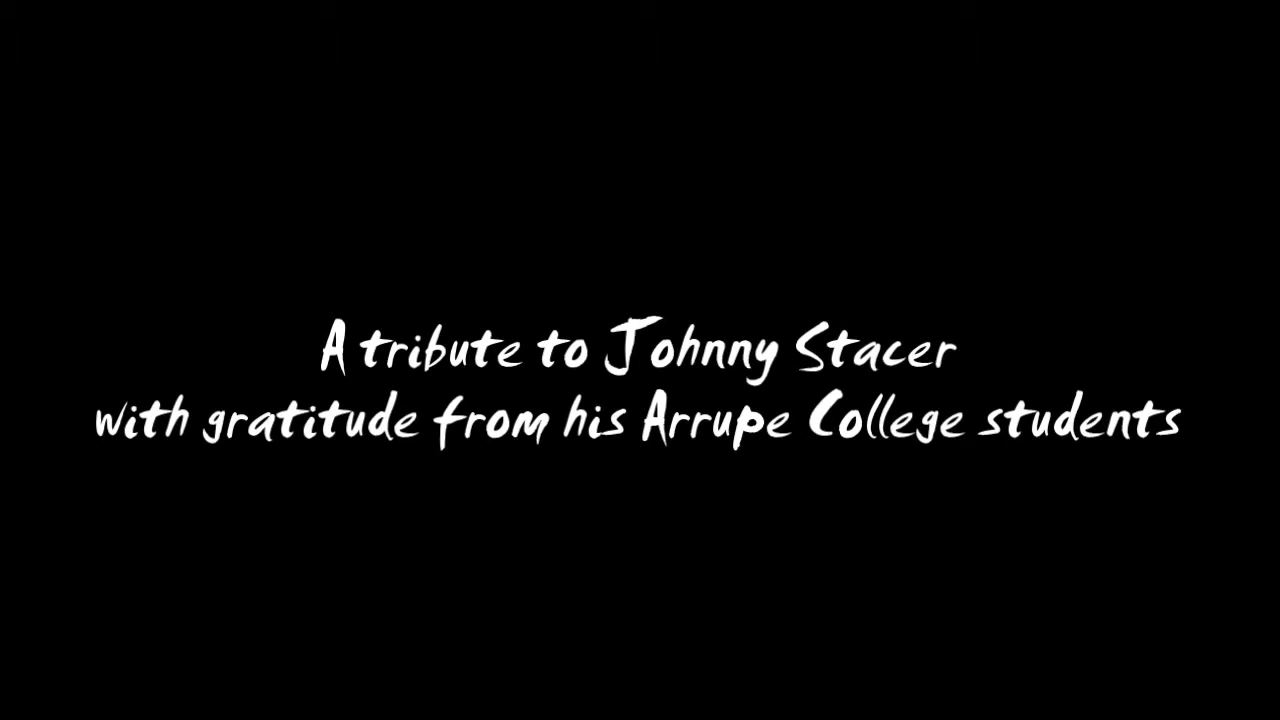 A tribute to Johnny Stacer
with gratitude from his Arrupe College students